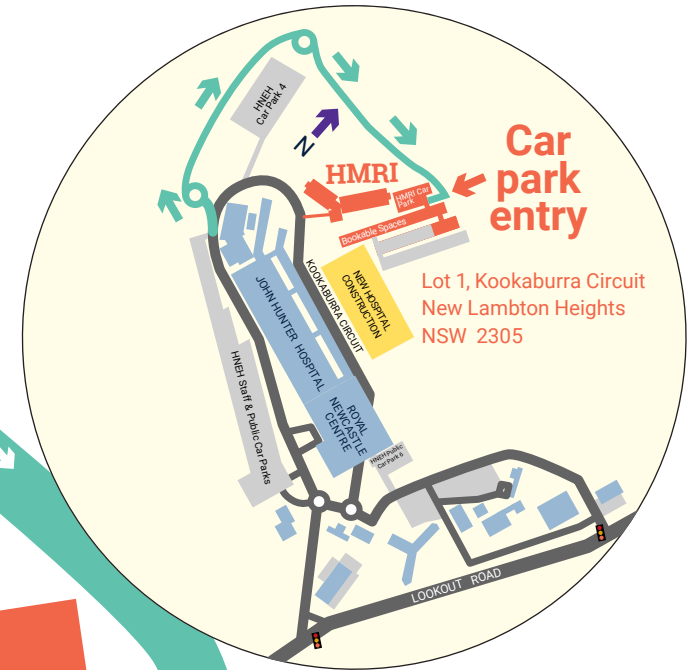 HNEH
Car Park 4
N
HMRI
HMRI Car
Park
Bookable Spaces
Car
park
entry
Lot 1, Kookaburra Circuit
New Lambton Heights
NSW 2305
NEW HOSPITAL
CONSTRUCTION
KOOKABURRA CIRCUIT
JOHN HUNTER HOSPITAL
HNEH Staff & Public Car Parks
ROYAL
NEWCASTLE
CENTRE
HNEH Public
Car Park 6
LOOKOUT ROAD